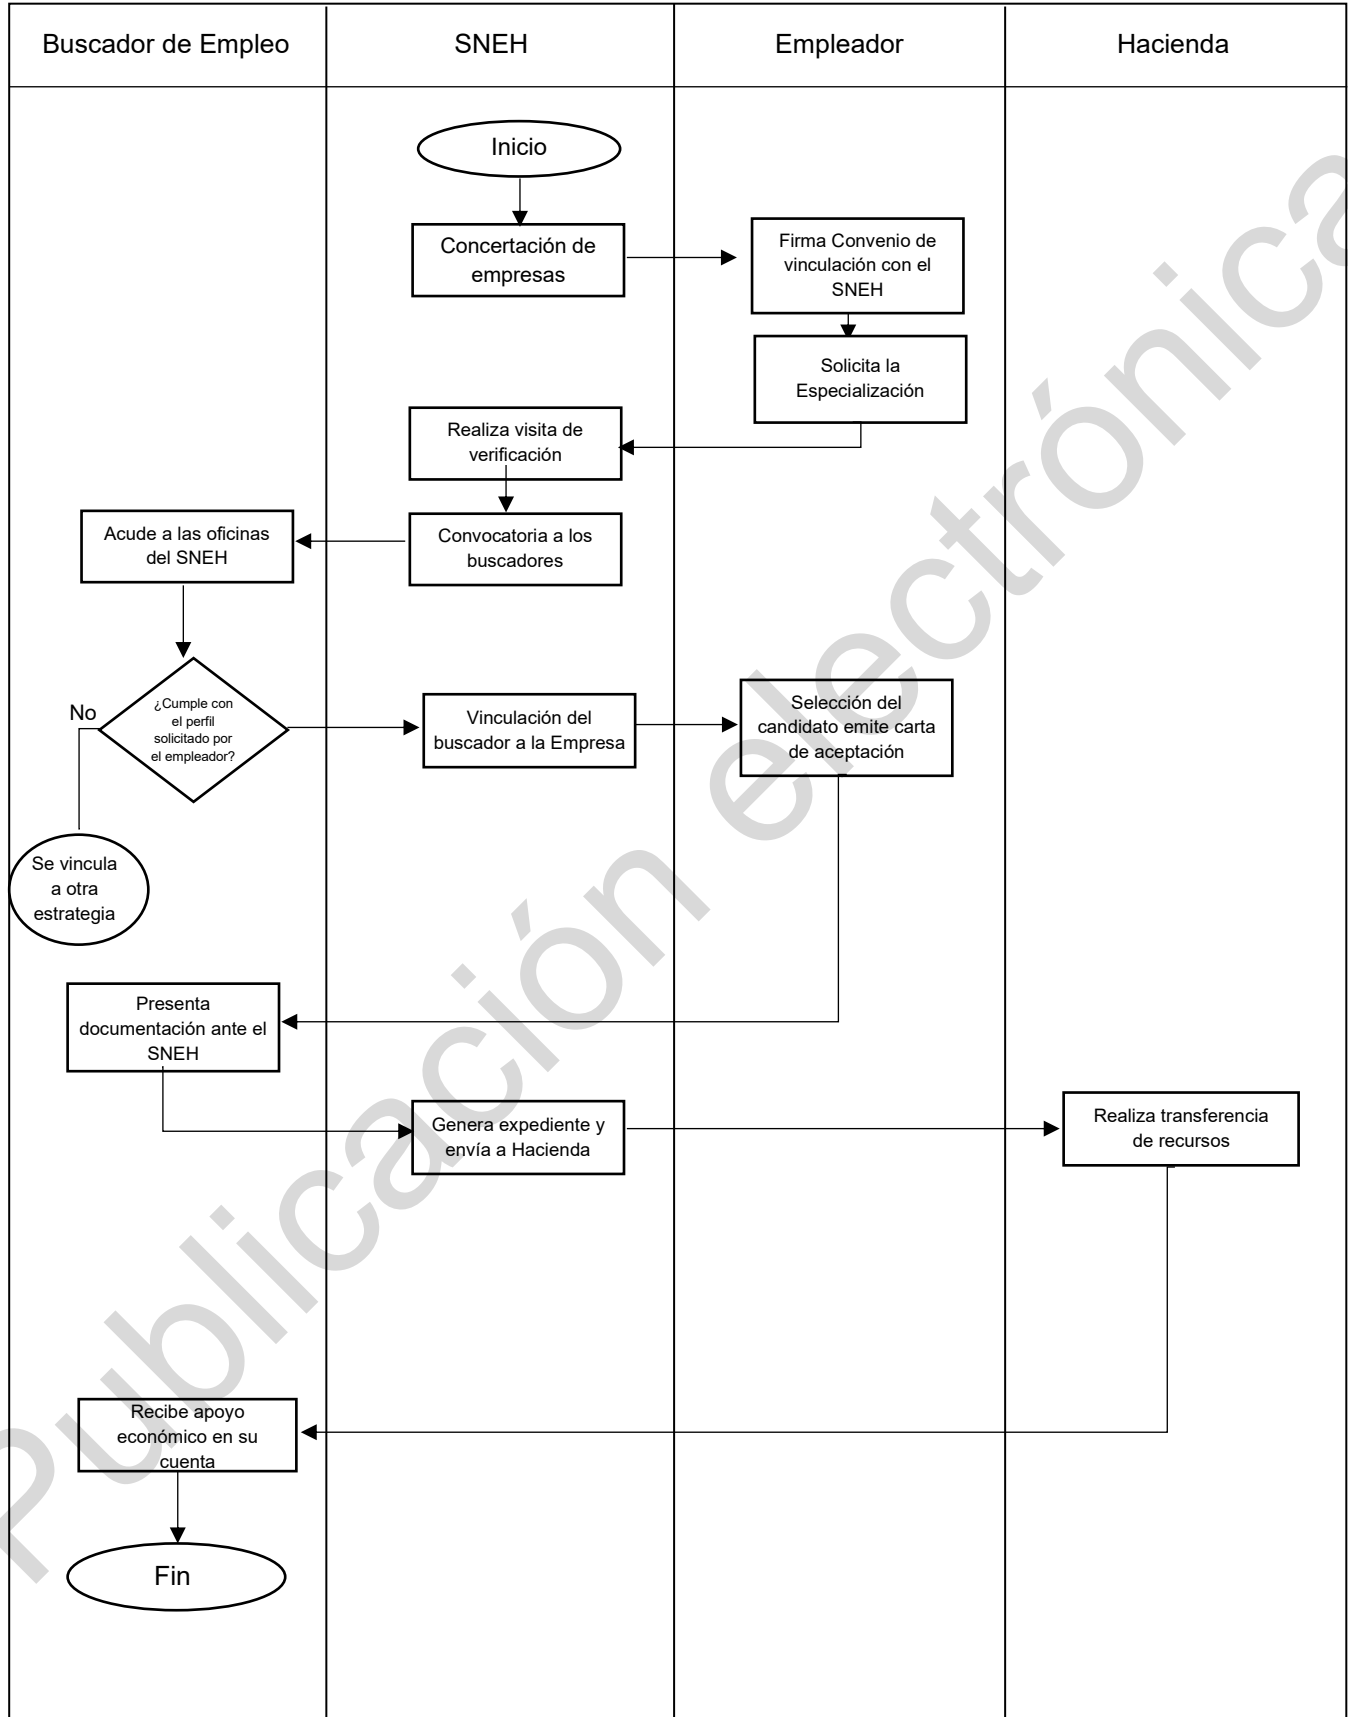 Buscador de Empleo
SNEH
Empleador
Hacienda
Inicio
Concertación de
empresas
Firma Convenio de
vinculación con el
SNEH
Solicita la
Especialización
Realiza visita de
verificación
Convocatoria a los
buscadores
Acude a las oficinas
del SNEH
¿Cumple con
el perfil
solicitado por
el empleador?
No
Se vincula
a otra
estrategia
Vinculación del
buscador a la Empresa
Selección del
candidato emite carta
de aceptación
Presenta
documentación ante el
SNEH
Genera expediente y
envía a Hacienda
Realiza transferencia
de recursos
Recibe apoyo
económico en su
cuenta
Fin
Publicación electrónica